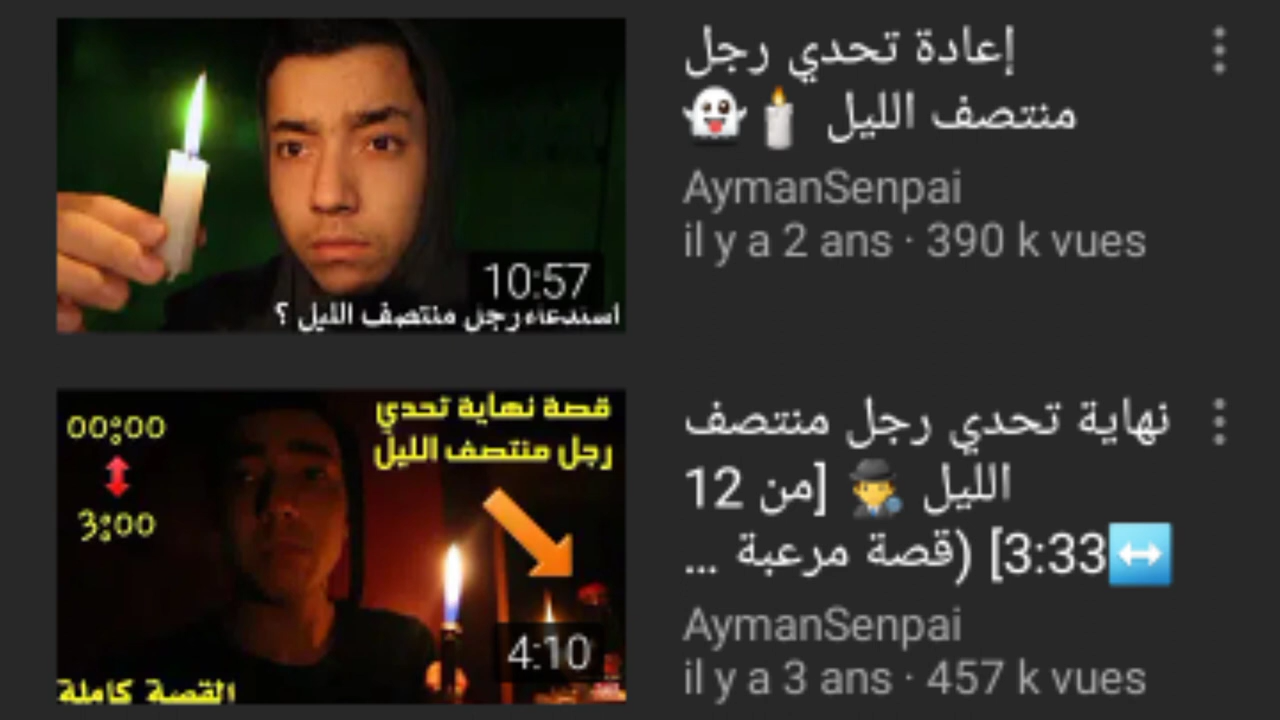 إعادة تحدي رجل
منتصف الليل 🕯️👻
AymanSenpai
il y a 2 ans · 390 k vues
10:57
استدعاء رجل منتصف الليل ؟
قصة نهاية تحدي
رجل منتصف الليل
00:00
3:00
4:10
القصة كاملة
نهاية تحدي رجل منتصف
الليل 🕵️ [من 12
↔️3:33] (قصة مرعبة ...
AymanSenpai
il y a 3 ans · 457 k vues